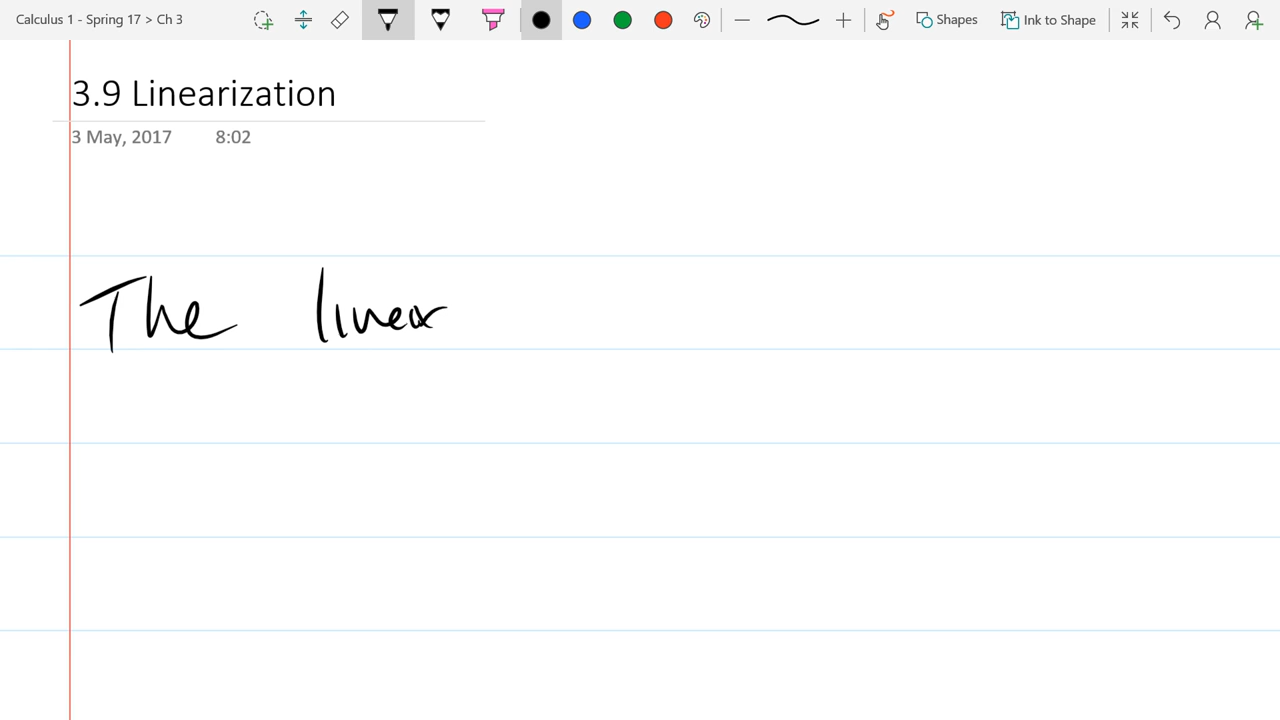 Calculus 1 - Spring 17 > Ch 3
Shapes
Ink to Shape
3.9 Linearization
3 May, 2017 8:02
The linear